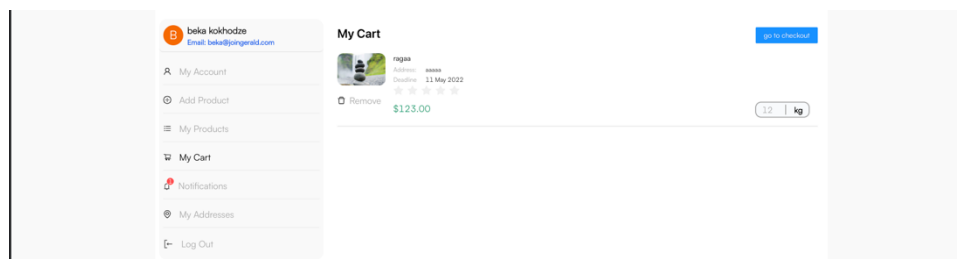 B
beka kokhodze
Email: beka@joingerald.com
My Account
Add Product
My Products
My Cart
1
Notifications
My Addresses
Log Out
My Cart
go to checkout
ragaa
Address:
Deadline: 11 May 2022
Remove
$123.00
12 | kg